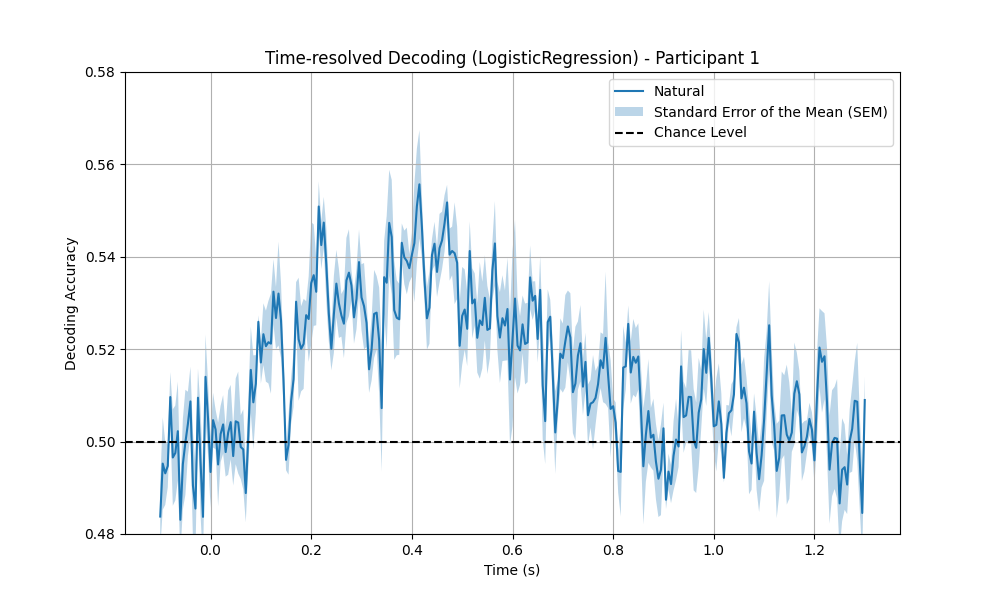 Time-resolved Decoding (LogisticRegression) - Participant 1
0.58
0.56
0.54
0.52
0.50
0.48
Decoding Accuracy
Natural
Standard Error of the Mean (SEM)
Chance Level
0.0 0.2 0.4 0.6 0.8 1.0 1.2
Time (s)